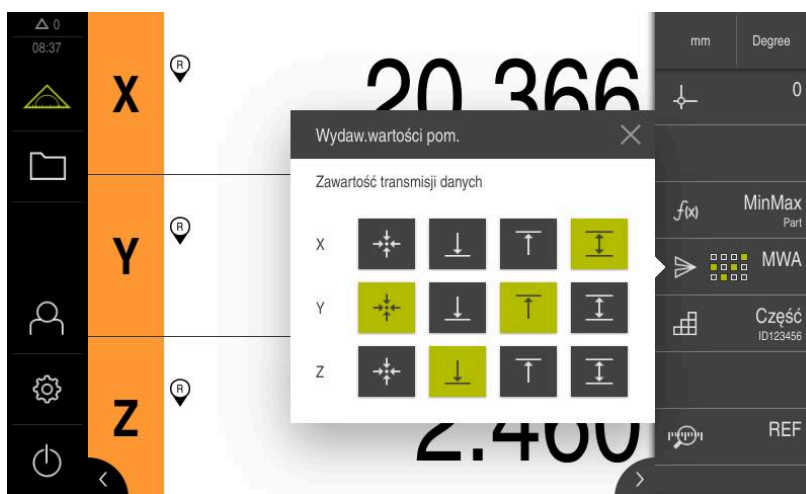 0
08:37
mm
Degree
X
R
20.366
0
Wydaw.wartości pom.
Zawartość transmisji danych
X
f(x)
MinMax
Part
Y
R
MWA
Y
Część
ID123456
Z
Z
R
2.460
REF